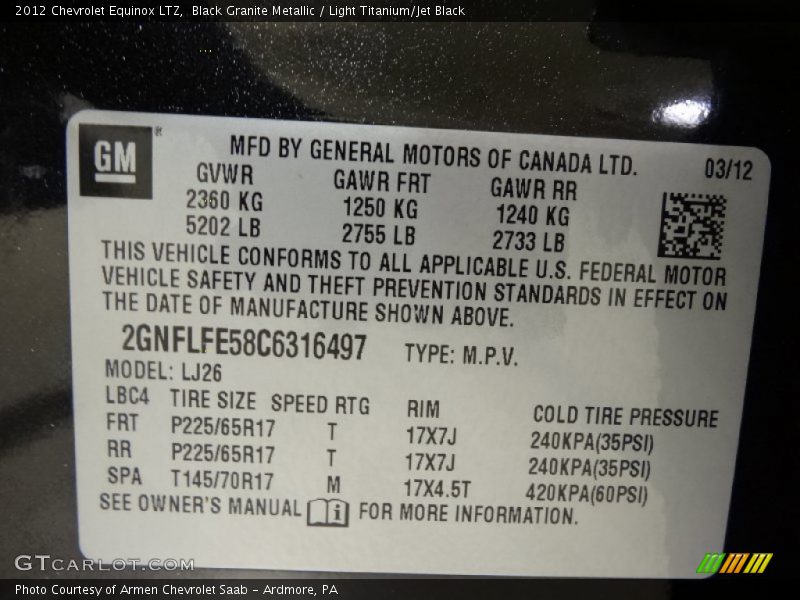 2012 Chevrolet Equinox LTZ, Black Granite Metallic / Light Titanium/Jet Black
GM ®
MFD BY GENERAL MOTORS OF CANADA LTD. 03/12
GVWR GAWR FRT GAWR RR
2360 KG 1250 KG 1240 KG
5202 LB 2755 LB 2733 LB
THIS VEHICLE CONFORMS TO ALL APPLICABLE U.S. FEDERAL MOTOR
VEHICLE SAFETY AND THEFT PREVENTION STANDARDS IN EFFECT ON
THE DATE OF MANUFACTURE SHOWN ABOVE.
2GNFLFE58C6316497 TYPE: M.P.V.
MODEL: LJ26
LBC4 TIRE SIZE SPEED RTG RIM COLD TIRE PRESSURE
FRT P225/65R17 T 17X7J 240KPA(35PSI)
RR P225/65R17 T 17X7J 240KPA(35PSI)
SPA T145/70R17 M 17X4.5T 420KPA(60PSI)
SEE OWNER'S MANUAL i FOR MORE INFORMATION.
GTCARLOT.COM
Photo Courtesy of Armen Chevrolet Saab - Ardmore, PA